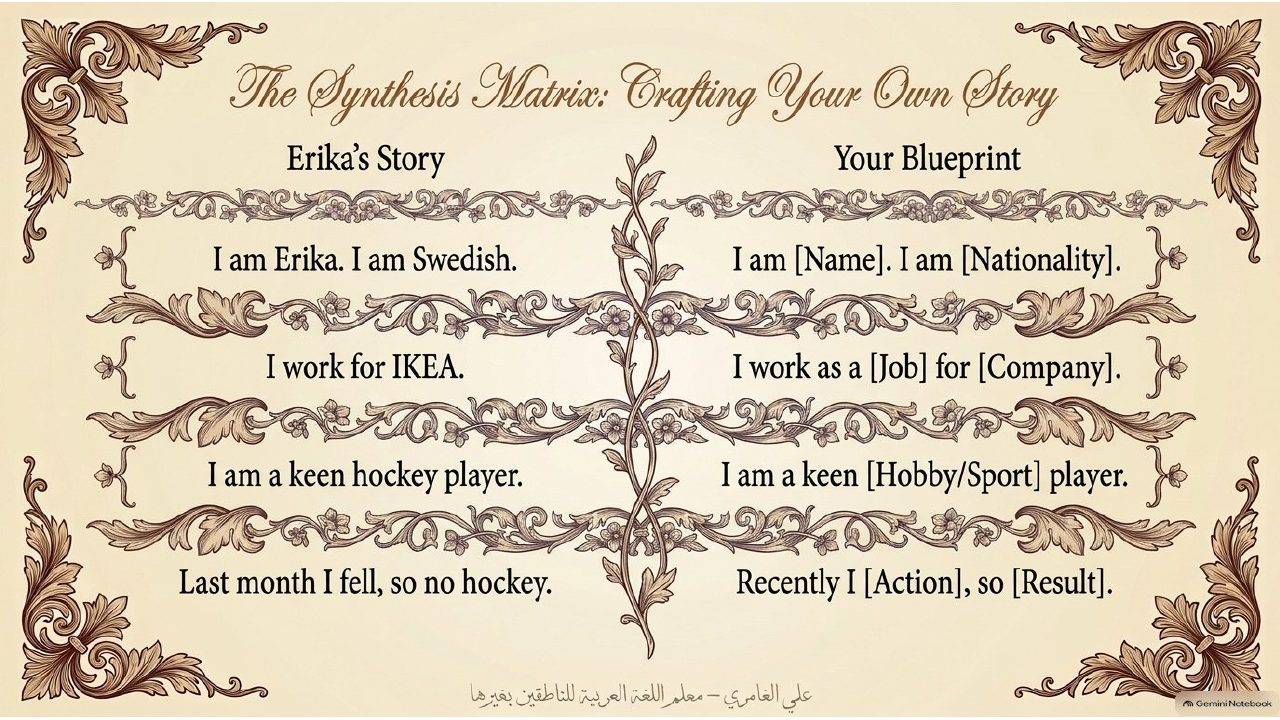 The Synthesis Matrix: Crafting Your Own Story
Erika's Story
Your Blueprint
I am Erika. I am Swedish.
I am [Name]. I am [Nationality].
I work for IKEA.
I work as a [Job] for [Company].
I am a keen hockey player.
I am a keen [Hobby/Sport] player.
Last month I fell, so no hockey.
Recently I [Action], so [Result].
علي الغامري – معلم اللغة العربية للناطقين بغيرها
Gemini Notebook